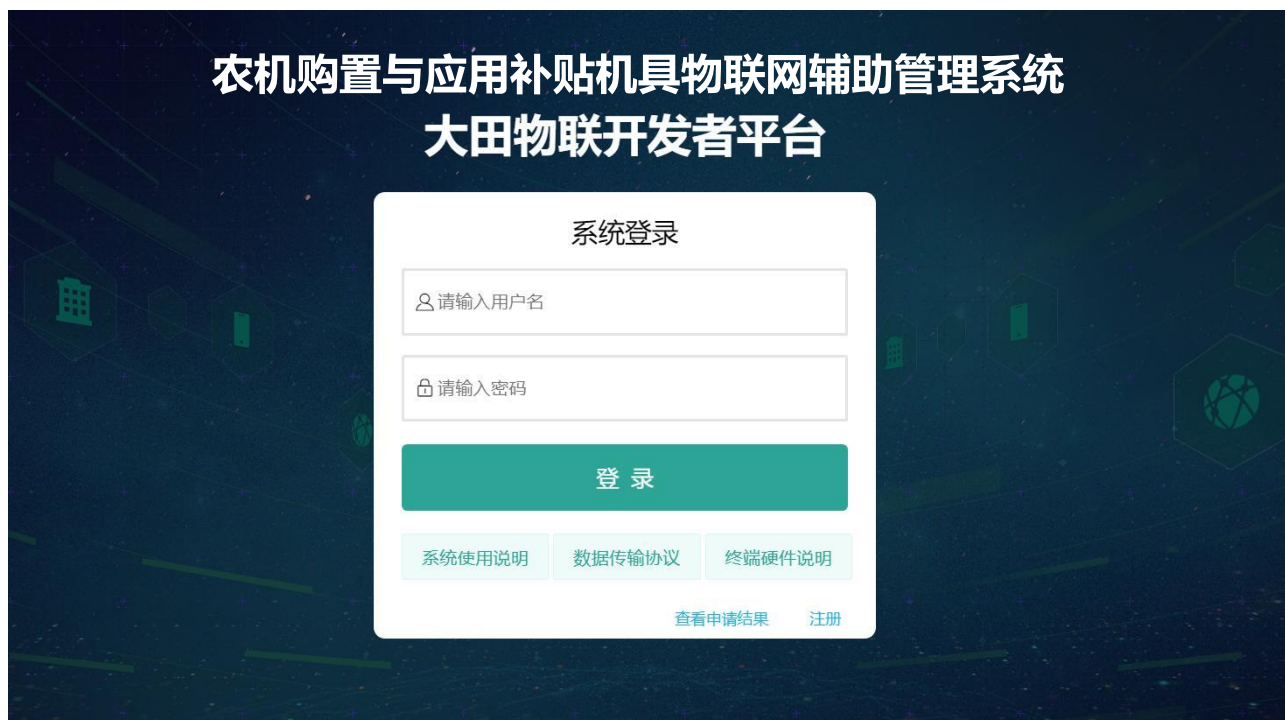 农机购置与应用补贴机具物联网辅助管理系统
大田物联开发者平台
系统登录
请输入用户名
请输入密码
登 录
系统使用说明 数据传输协议 终端硬件说明
查看申请结果 注册